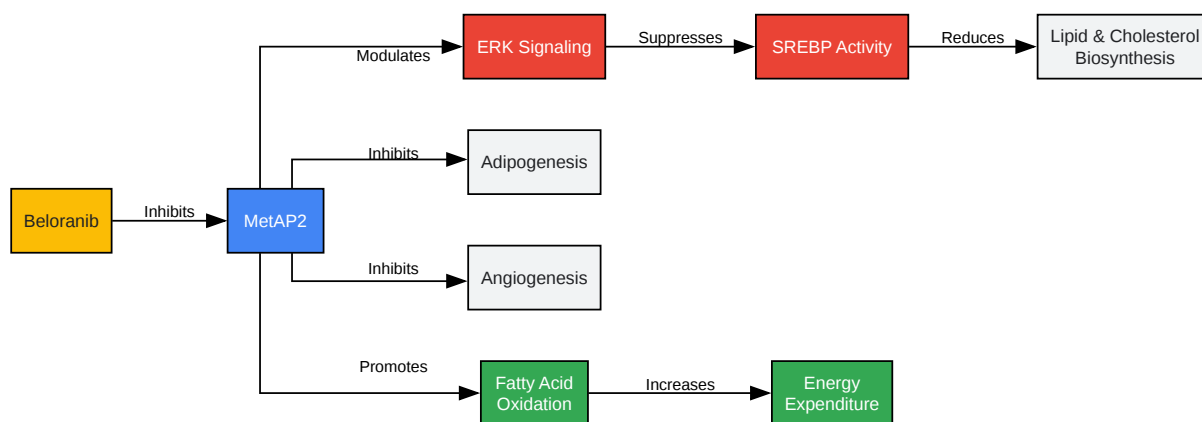 Modulates
ERK Signaling
Suppresses
SREBP Activity
Reduces
Lipid & Cholesterol
Biosynthesis
Inhibits
Adipogenesis
Beloranib
Inhibits
MetAP2
Inhibits
Angiogenesis
Promotes
Fatty Acid
Oxidation
Increases
Energy
Expenditure